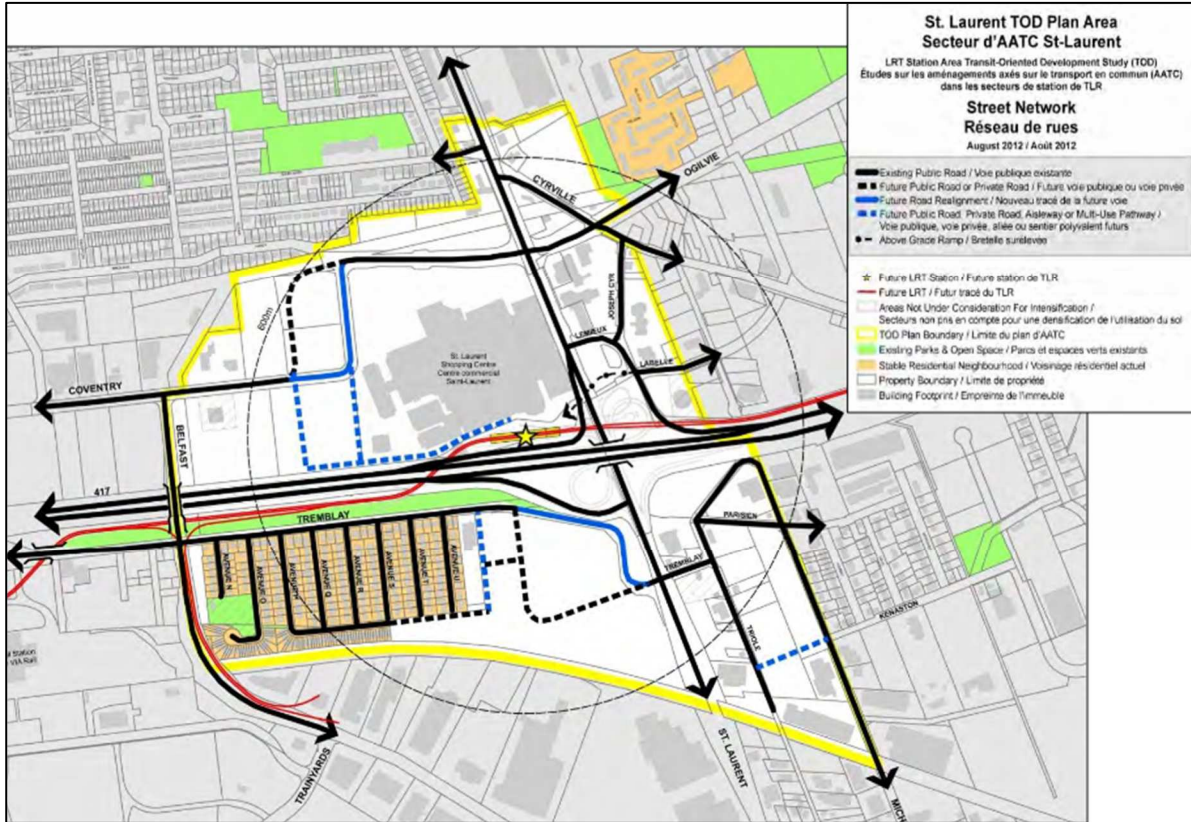 St. Laurent TOD Plan Area
Secteur d'AATC St-Laurent
LRT Station Area Transit-Oriented Development Study (TOD)
Études sur les aménagements axés sur le transport en commun (AATC)
dans les secteurs de station de TLR
Street Network
Réseau de rues
August 2012 / Août 2012
Existing Public Road / Voie publique existante
Future Public Road or Private Road / Future voie publique ou voie privée
Future Road Realignment / Nouveau tracé de la future voie
Future Public Road, Private Road, Aisleway or Multi-Use Pathway /
Voie publique, voie privée, allée ou sentier polyvalent futurs
Above Grade Ramp / Bretelle surélevée
Future LRT Station / Future station de TLR
Future LRT / Futur tracé du TLR
Areas Not Under Consideration For Intensification /
Secteurs non pris en compte pour une densification de l'utilisation du sol
TOD Plan Boundary / Limite du plan d'AATC
Existing Parks & Open Space / Parcs et espaces verts existants
Stable Residential Neighbourhood / Voisinage résidentiel actuel
Property Boundary / Limite de propriété
Building Footprint / Empreinte de l'immeuble
OGILVIE
CYRVILLE
600m
JOSEPH CYR
LEMIEUX
LABELLE
St. Laurent
Shopping Centre
Centre commercial
Saint-Laurent
COVENTRY
BELFAST
417
TREMBLAY
PARISIEN
AVENUE N
AVENUE O
AVENUE P
AVENUE Q
AVENUE R
AVENUE S
AVENUE T
AVENUE U
TREMBLAY
KENASTON
TRIOLE
Station
VIA Rail
TRAINYARDS
ST. LAURENT
MICH